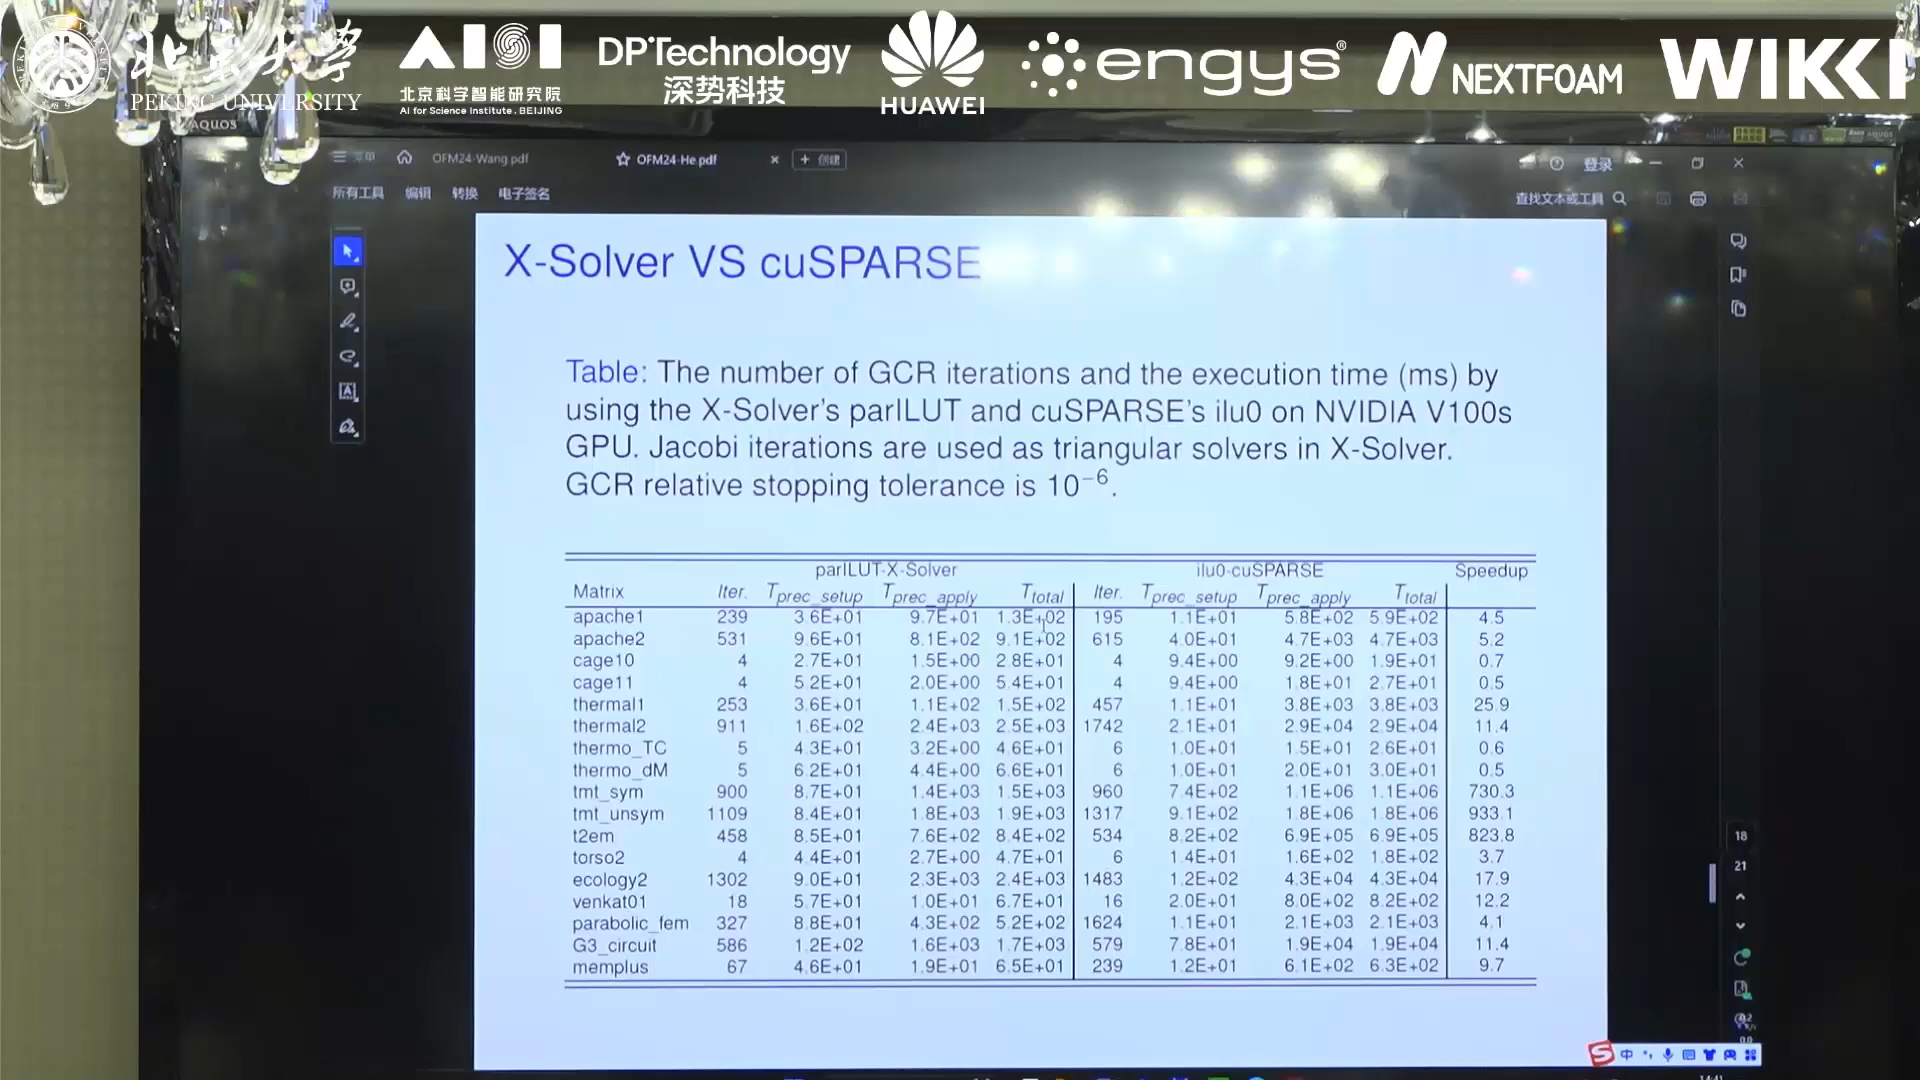 北京大学
PEKING UNIVERSITY
AISI
北京科学智能研究院
AI for Science Institute, BEIJING
DP Technology
深势科技
HUAWEI
engys®
NEXTFOAM
WIKKI
AQUOS
菜单 OFM24-Wang.pdf OFM24-He.pdf × + 创建 登录
所有工具 编辑 转换 电子签名 查找文本或工具
X-Solver VS cuSPARSE
Table: The number of GCR iterations and the execution time (ms) by
using the X-Solver's parILUT and cuSPARSE's ilu0 on NVIDIA V100s
GPU. Jacobi iterations are used as triangular solvers in X-Solver.
GCR relative stopping tolerance is 10⁻⁶.
parILUT-X-Solver ilu0-cuSPARSE Speedup
Matrix Iter. Tprec_setup Tprec_apply Ttotal Iter. Tprec_setup Tprec_apply Ttotal
apache1 239 3.6E+01 9.7E+01 1.3E+02 195 1.1E+01 5.8E+02 5.9E+02 4.5
apache2 531 9.6E+01 8.1E+02 9.1E+02 615 4.0E+01 4.7E+03 4.7E+03 5.2
cage10 4 2.7E+01 1.5E+00 2.8E+01 4 9.4E+00 9.2E+00 1.9E+01 0.7
cage11 4 5.2E+01 2.0E+00 5.4E+01 4 9.4E+00 1.8E+01 2.7E+01 0.5
thermal1 253 3.6E+01 1.1E+02 1.5E+02 457 1.1E+01 3.8E+03 3.8E+03 25.9
thermal2 911 1.6E+02 2.4E+03 2.5E+03 1742 2.1E+01 2.9E+04 2.9E+04 11.4
thermo_TC 5 4.3E+01 3.2E+00 4.6E+01 6 1.0E+01 1.5E+01 2.6E+01 0.6
thermo_dM 5 6.2E+01 4.4E+00 6.6E+01 6 1.0E+01 2.0E+01 3.0E+01 0.5
tmt_sym 900 8.7E+01 1.4E+03 1.5E+03 960 7.4E+02 1.1E+06 1.1E+06 730.3
tmt_unsym 1109 8.4E+01 1.8E+03 1.9E+03 1317 9.1E+02 1.8E+06 1.8E+06 933.1
t2em 458 8.5E+01 7.6E+02 8.4E+02 534 8.2E+02 6.9E+05 6.9E+05 823.8
torso2 4 4.4E+01 2.7E+00 4.7E+01 6 1.4E+01 1.6E+02 1.8E+02 3.7
ecology2 1302 9.0E+01 2.3E+03 2.4E+03 1483 1.2E+02 4.3E+04 4.3E+04 17.9
venkat01 18 5.7E+01 1.0E+01 6.7E+01 16 2.0E+01 8.0E+02 8.2E+02 12.2
parabolic_fem 327 8.8E+01 4.3E+02 5.2E+02 1624 1.1E+01 2.1E+03 2.1E+03 4.1
G3_circuit 586 1.2E+02 1.6E+03 1.7E+03 579 7.8E+01 1.9E+04 1.9E+04 11.4
memplus 67 4.6E+01 1.9E+01 6.5E+01 239 1.2E+01 6.1E+02 6.3E+02 9.7
18
21
中
14:41